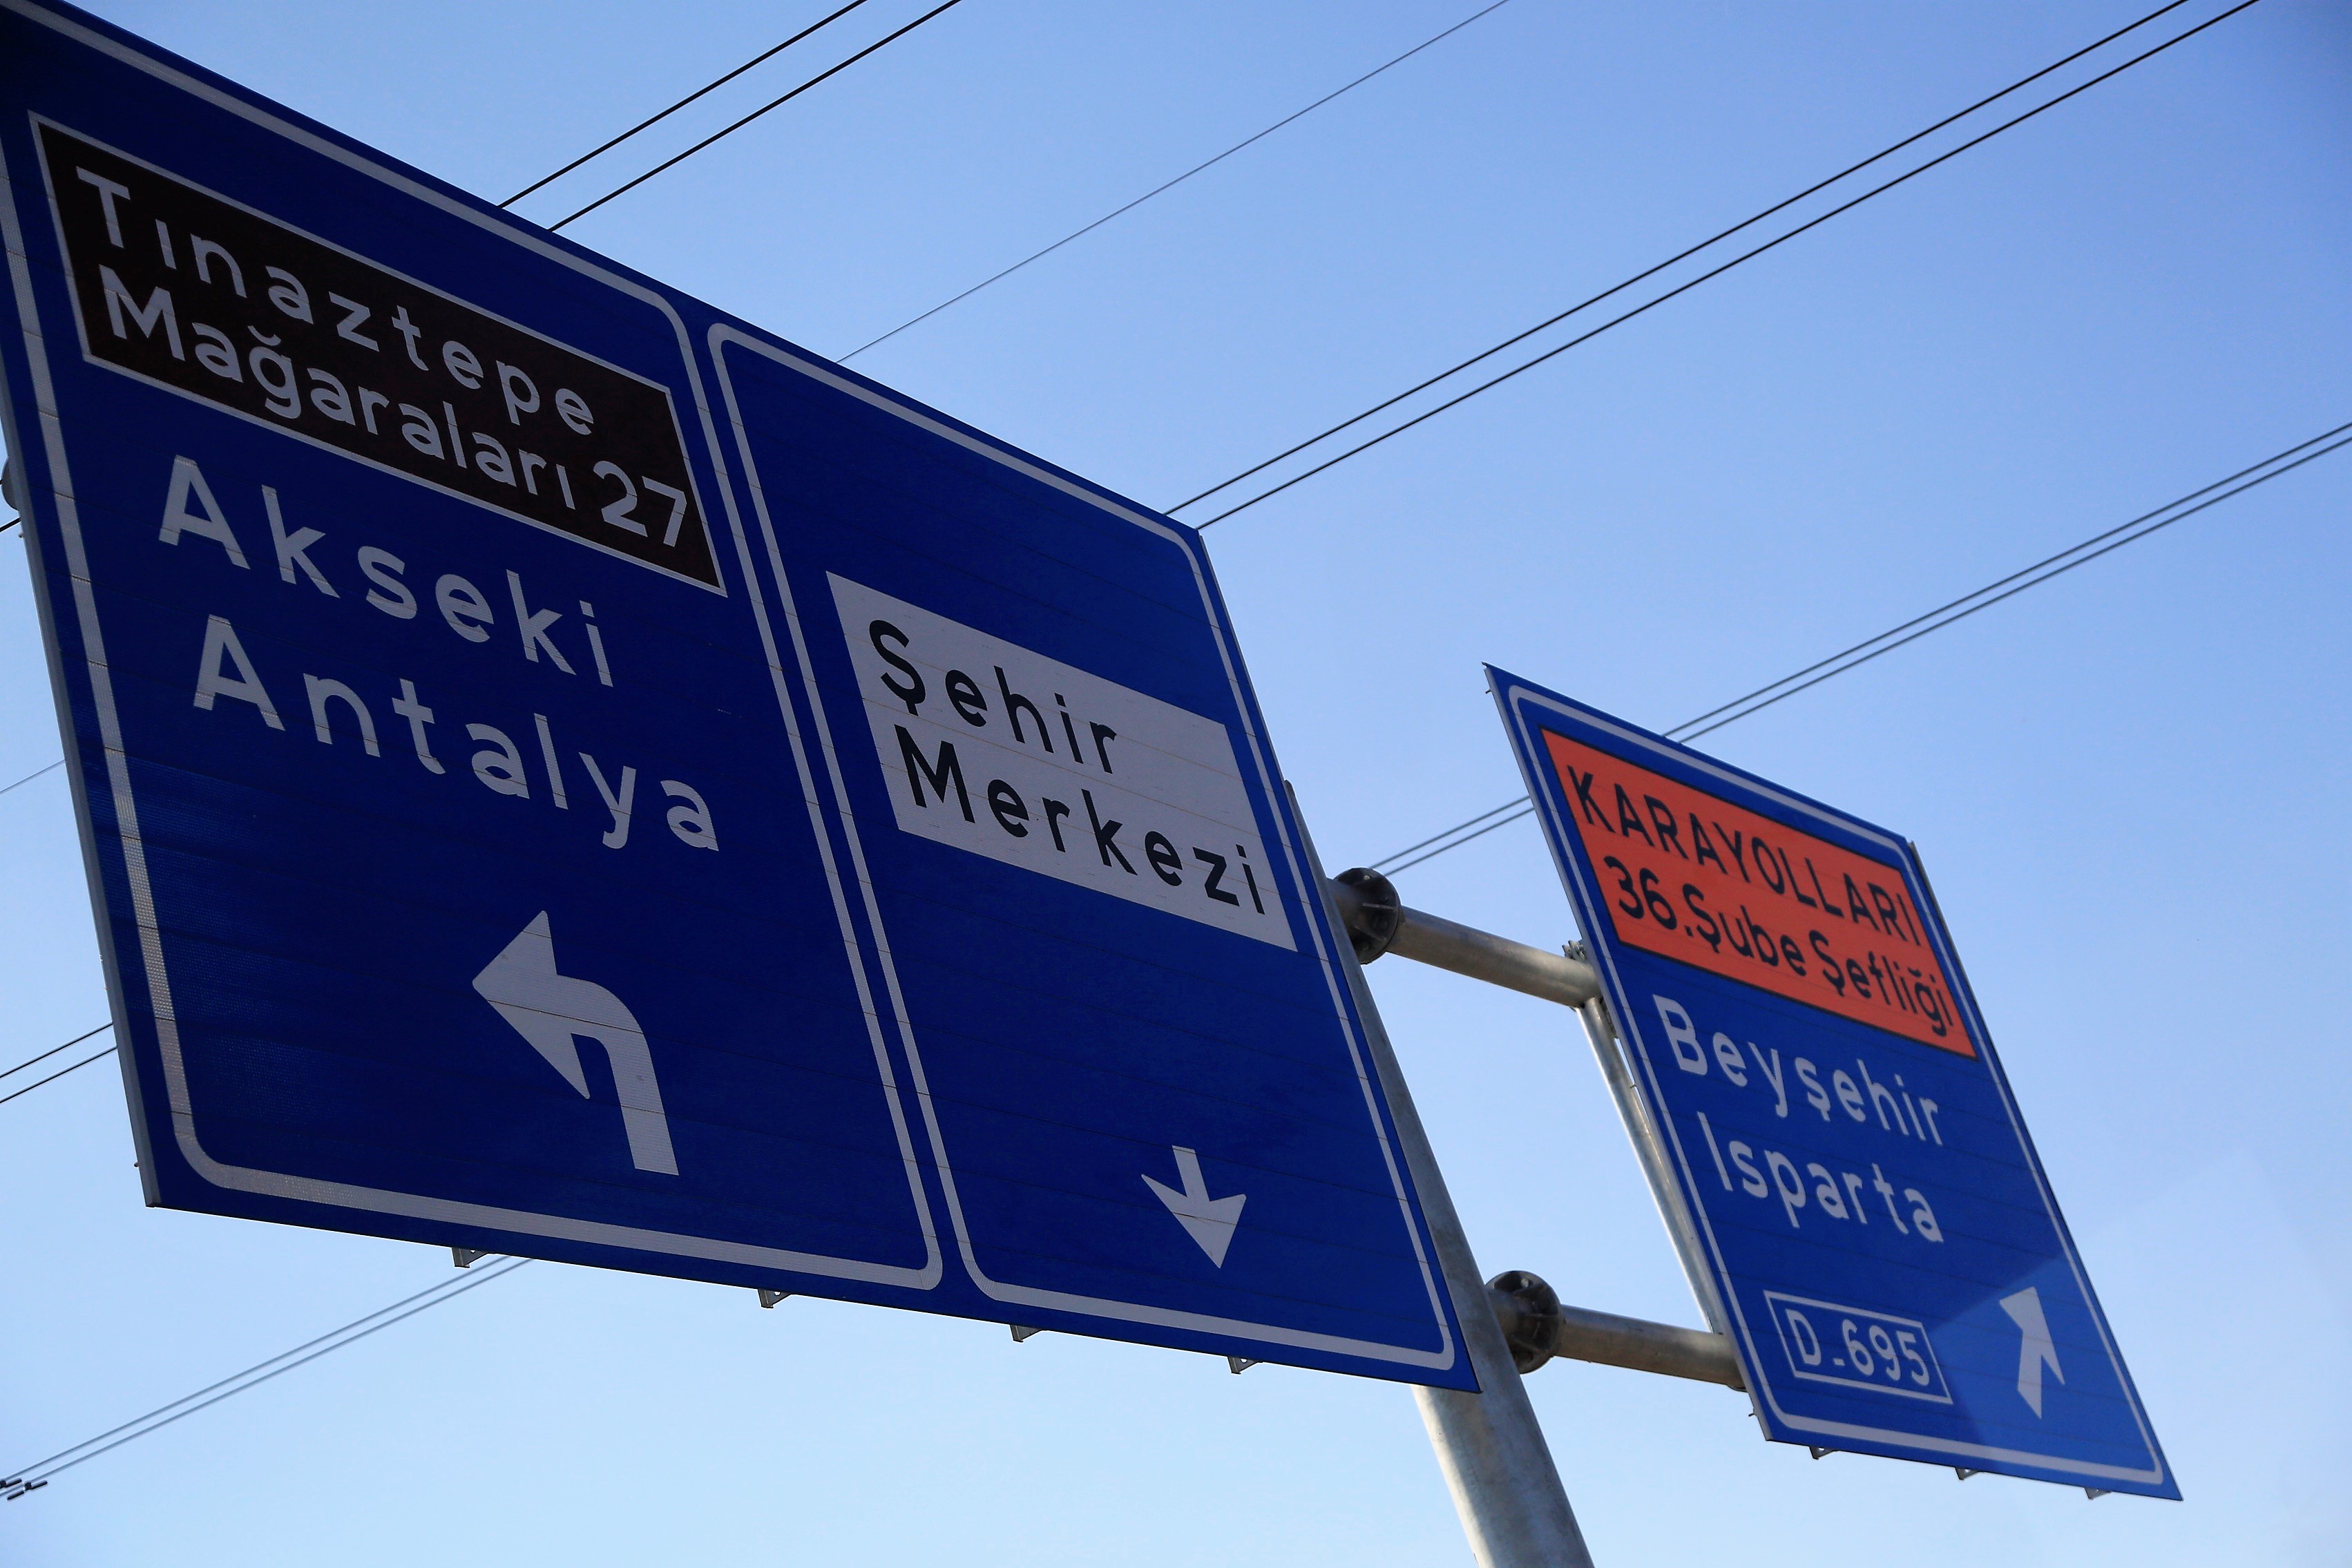 Tınaztepe
Mağaraları 27
Akseki
Antalya
Şehir
Merkezi
KARAYOLLARI
36.Şube Şefliği
Beyşehir
Isparta
D-695